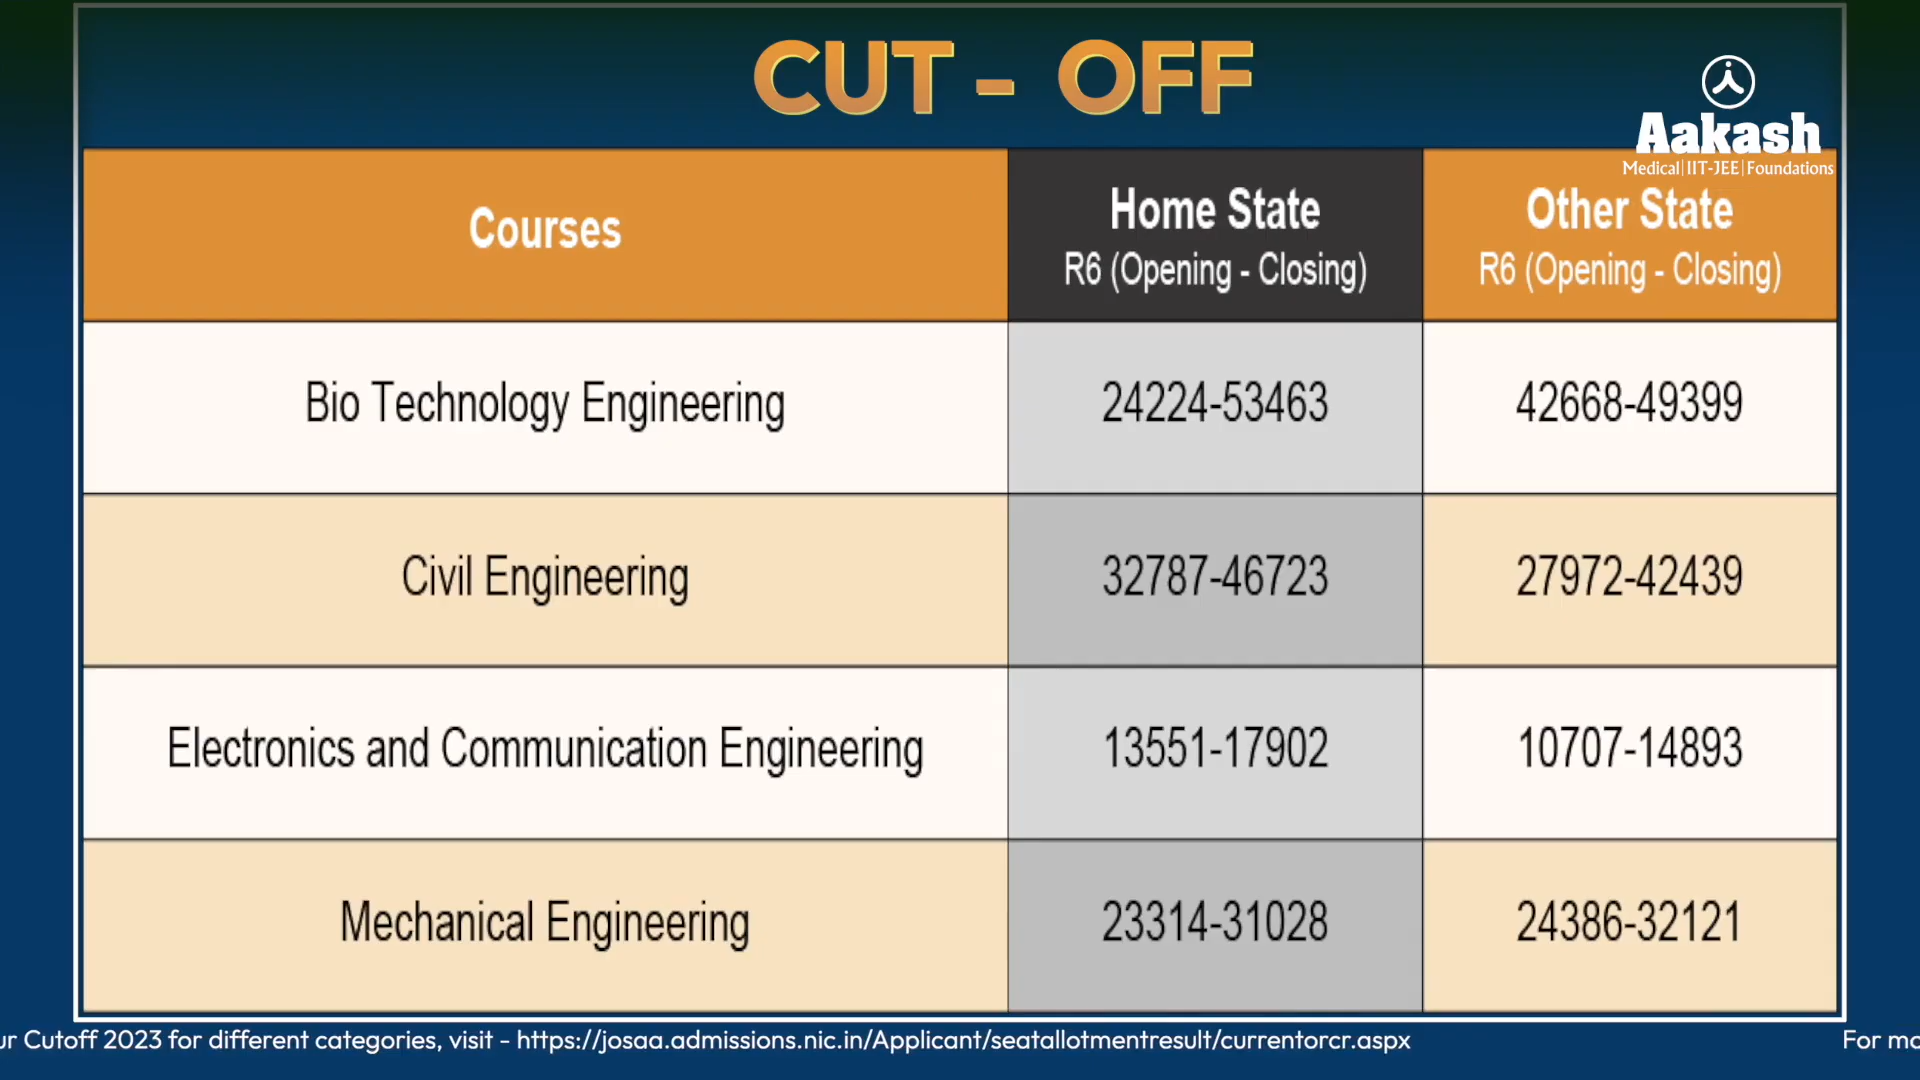 CUT - OFF
Aakash
Medical|IIT-JEE|Foundations
Courses
Home State
R6 (Opening - Closing)
Other State
R6 (Opening - Closing)
Bio Technology Engineering
24224-53463
42668-49399
Civil Engineering
32787-46723
27972-42439
Electronics and Communication Engineering
13551-17902
10707-14893
Mechanical Engineering
23314-31028
24386-32121
Cutoff 2023 for different categories, visit - https://josaa.admissions.nic.in/Applicant/seatallotmentresult/currentorcr.aspx
For